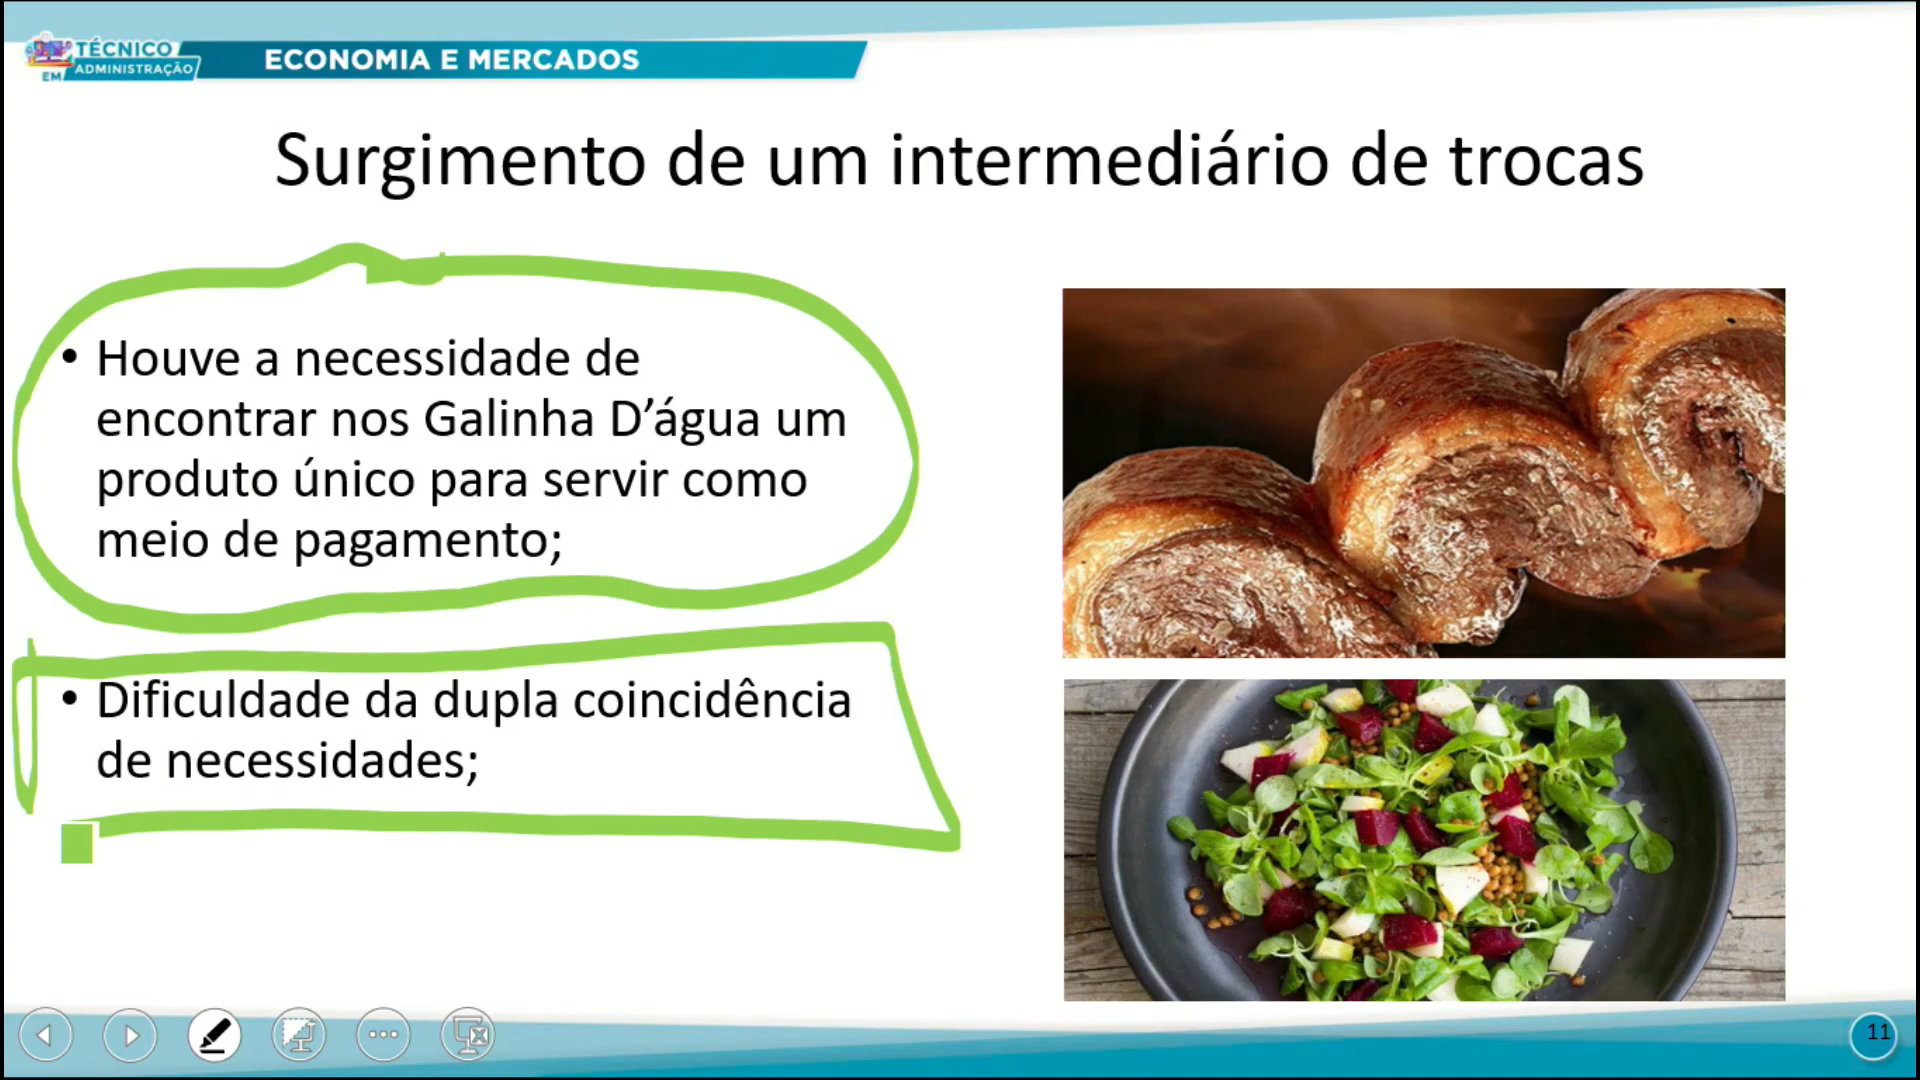 TÉCNICO
EM ADMINISTRAÇÃO
ECONOMIA E MERCADOS
Surgimento de um intermediário de trocas
• Houve a necessidade de
encontrar nos Galinha D’água um
produto único para servir como
meio de pagamento;
• Dificuldade da dupla coincidência
de necessidades;
11